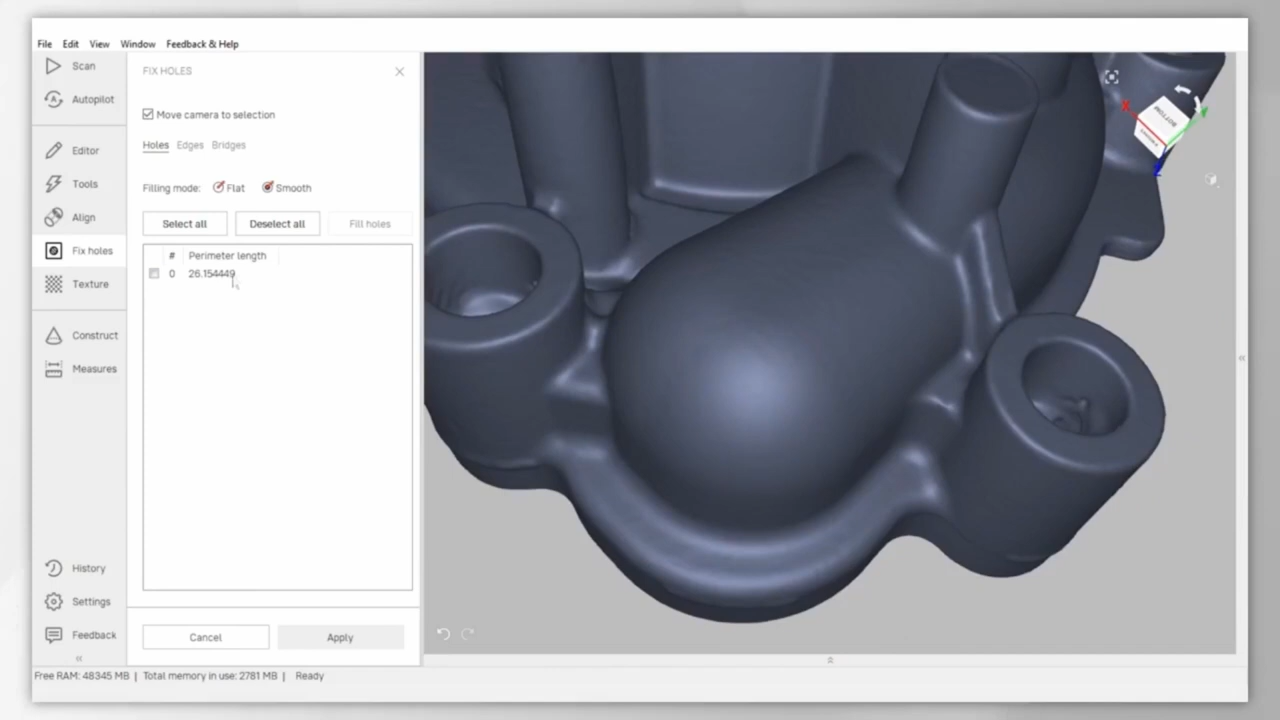 File Edit View Window Feedback & Help
Scan
Autopilot
Editor
Tools
Align
Fix holes
Texture
Construct
Measures
History
Settings
Feedback
FIX HOLES
Move camera to selection
Holes Edges Bridges
Filling mode: Flat Smooth
Select all Deselect all Fill holes
# Perimeter length
0 26.154449
Cancel Apply
X
BOTTOM
Z
Free RAM: 48345 MB | Total memory in use: 2781 MB | Ready